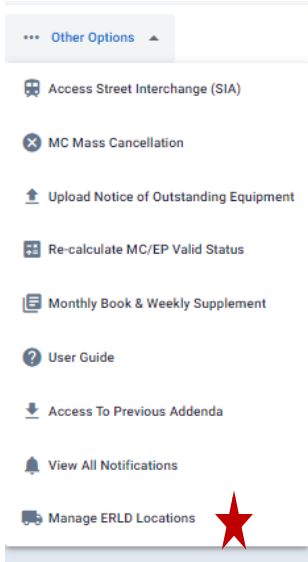 Other Options
Access Street Interchange (SIA)
MC Mass Cancellation
Upload Notice of Outstanding Equipment
Re-calculate MC/EP Valid Status
Monthly Book & Weekly Supplement
User Guide
Access To Previous Addenda
View All Notifications
Manage ERLD Locations